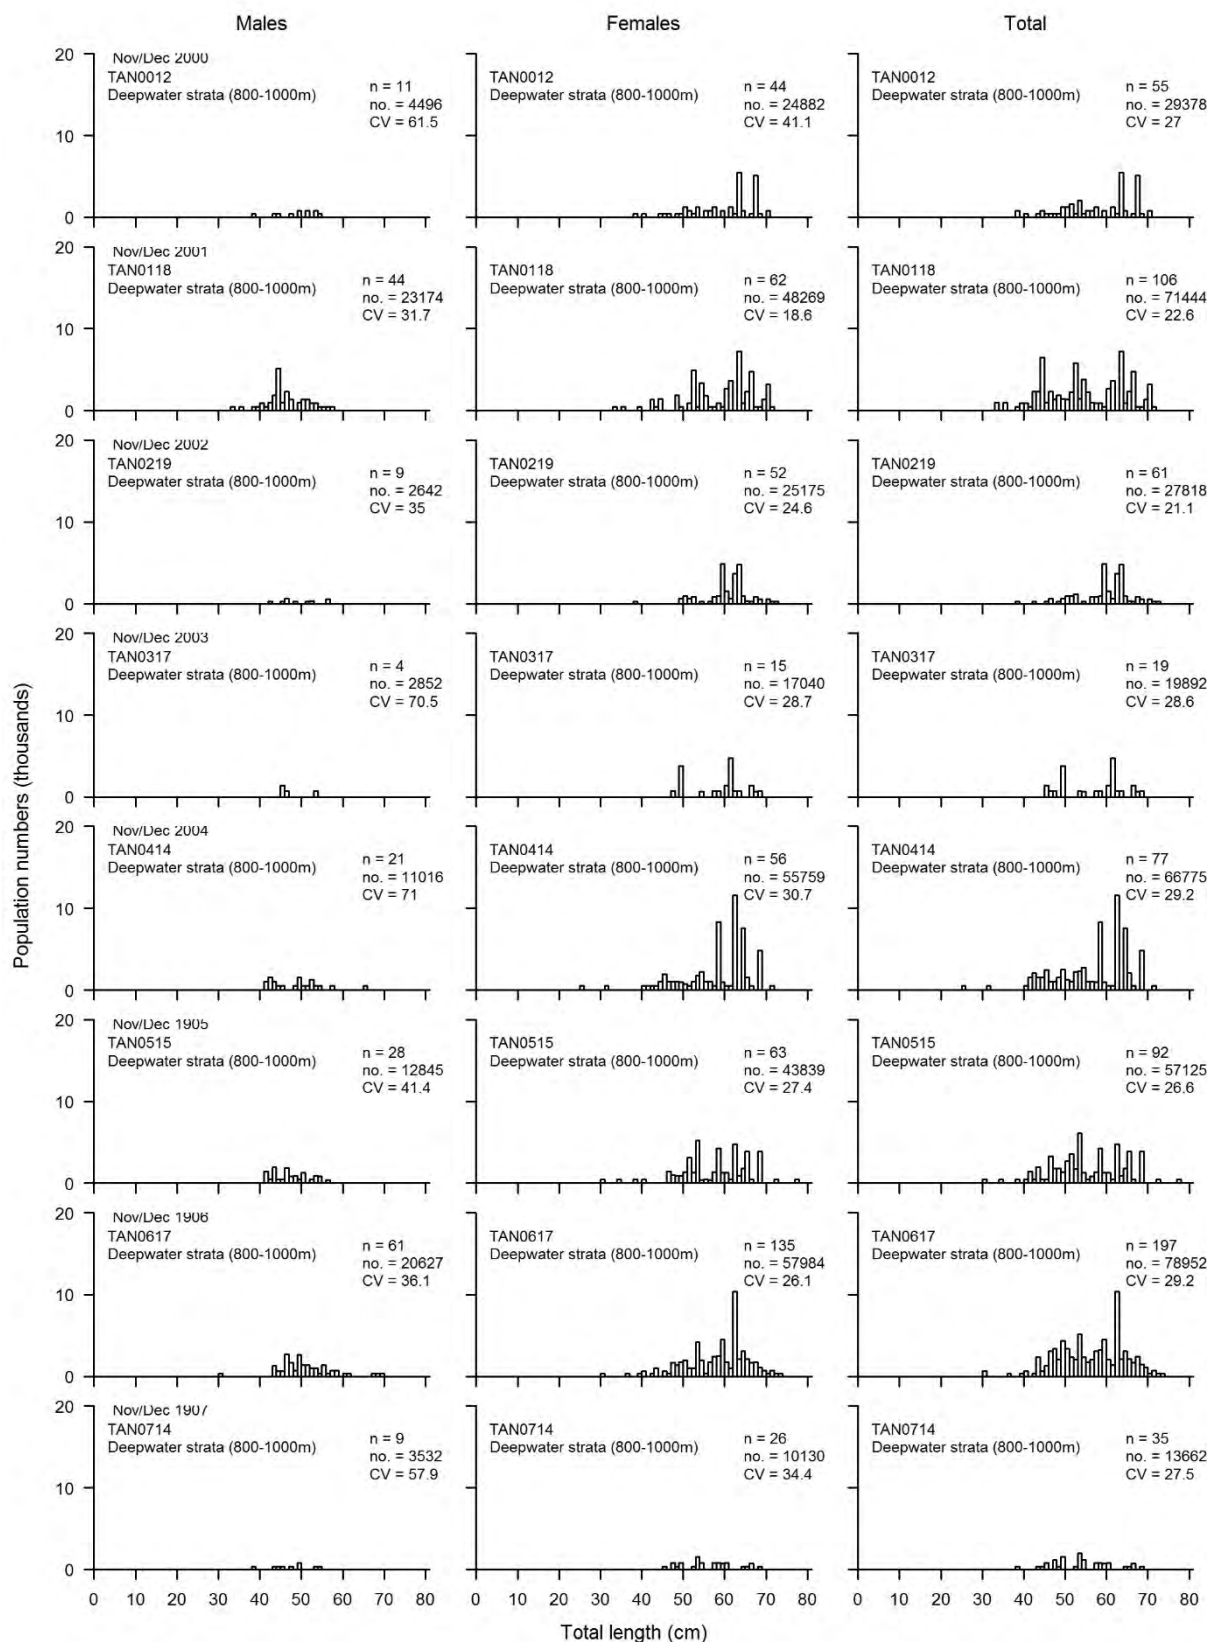 Males Females Total
Nov/Dec 2000
TAN0012
Deepwater strata (800-1000m)
n = 11
no. = 4496
CV = 61.5
TAN0012
Deepwater strata (800-1000m)
n = 44
no. = 24882
CV = 41.1
TAN0012
Deepwater strata (800-1000m)
n = 55
no. = 29378
CV = 27
20
10
0
Nov/Dec 2001
TAN0118
Deepwater strata (800-1000m)
n = 44
no. = 23174
CV = 31.7
TAN0118
Deepwater strata (800-1000m)
n = 62
no. = 48269
CV = 18.6
TAN0118
Deepwater strata (800-1000m)
n = 106
no. = 71444
CV = 22.6
20
10
0
Nov/Dec 2002
TAN0219
Deepwater strata (800-1000m)
n = 9
no. = 2642
CV = 35
TAN0219
Deepwater strata (800-1000m)
n = 52
no. = 25175
CV = 24.6
TAN0219
Deepwater strata (800-1000m)
n = 61
no. = 27818
CV = 21.1
20
10
0
Nov/Dec 2003
TAN0317
Deepwater strata (800-1000m)
n = 4
no. = 2852
CV = 70.5
TAN0317
Deepwater strata (800-1000m)
n = 15
no. = 17040
CV = 28.7
TAN0317
Deepwater strata (800-1000m)
n = 19
no. = 19892
CV = 28.6
20
10
0
Population numbers (thousands)
Nov/Dec 2004
TAN0414
Deepwater strata (800-1000m)
n = 21
no. = 11016
CV = 71
TAN0414
Deepwater strata (800-1000m)
n = 56
no. = 55759
CV = 30.7
TAN0414
Deepwater strata (800-1000m)
n = 77
no. = 66775
CV = 29.2
20
10
0
Nov/Dec 1905
TAN0515
Deepwater strata (800-1000m)
n = 28
no. = 12845
CV = 41.4
TAN0515
Deepwater strata (800-1000m)
n = 63
no. = 43839
CV = 27.4
TAN0515
Deepwater strata (800-1000m)
n = 92
no. = 57125
CV = 26.6
20
10
0
Nov/Dec 1906
TAN0617
Deepwater strata (800-1000m)
n = 61
no. = 20627
CV = 36.1
TAN0617
Deepwater strata (800-1000m)
n = 135
no. = 57984
CV = 26.1
TAN0617
Deepwater strata (800-1000m)
n = 197
no. = 78952
CV = 29.2
20
10
0
Nov/Dec 1907
TAN0714
Deepwater strata (800-1000m)
n = 9
no. = 3532
CV = 57.9
TAN0714
Deepwater strata (800-1000m)
n = 26
no. = 10130
CV = 34.4
TAN0714
Deepwater strata (800-1000m)
n = 35
no. = 13662
CV = 27.5
20
10
0
0 10 20 30 40 50 60 70 80 0 10 20 30 40 50 60 70 80 0 10 20 30 40 50 60 70 80
Total length (cm)